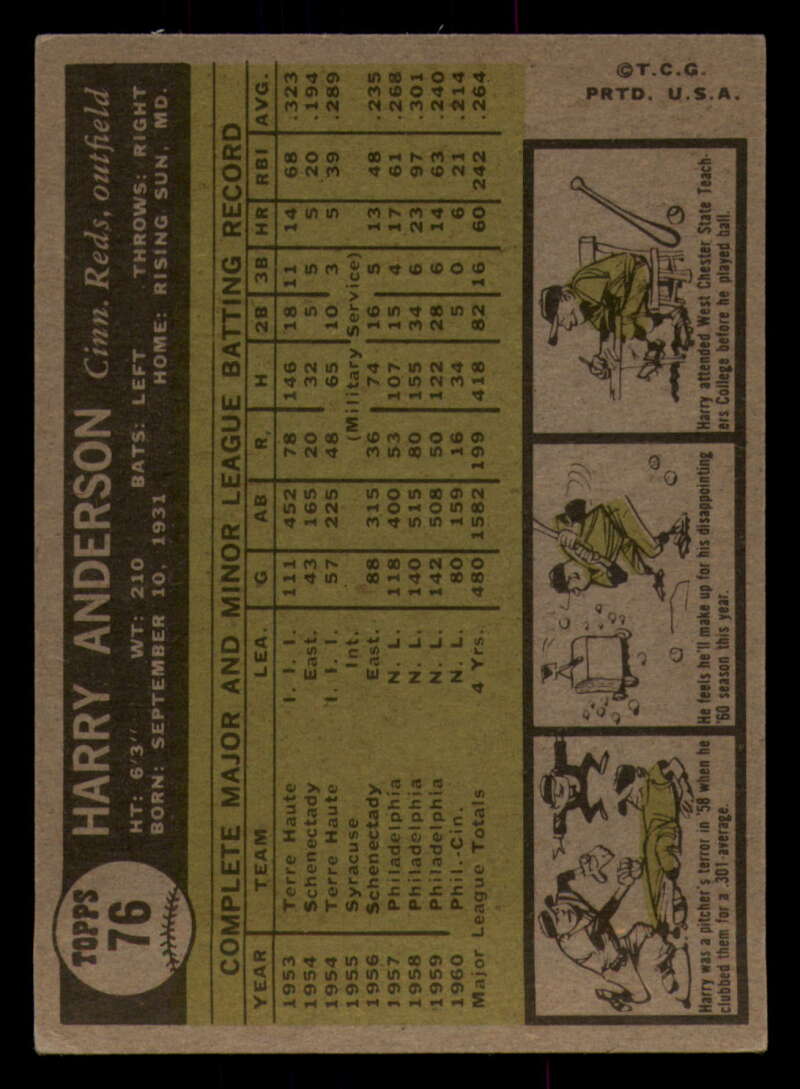 TOPPS
76
HARRY ANDERSON Cinn. Reds, outfield
HT: 6'3" WT: 210 BATS: LEFT THROWS: RIGHT
BORN: SEPTEMBER 10, 1931 HOME: RISING SUN, MD.
COMPLETE MAJOR AND MINOR LEAGUE BATTING RECORD
YEAR TEAM LEA. G AB R. H 2B 3B HR RBI AVG.
1953 Terre Haute I. I. I. 111 452 78 146 18 11 14 68 .323
1954 Schenectady East. 43 165 20 32 5 5 5 20 .194
1954 Terre Haute I. I. I. 57 225 48 65 10 3 5 39 .289
1955 Syracuse Int. (Military Service)
1956 Schenectady East. 88 315 36 74 16 5 13 48 .235
1957 Philadelphia N. L. 118 400 53 107 15 4 17 61 .268
1958 Philadelphia N. L. 140 515 80 155 34 6 23 97 .301
1959 Philadelphia N. L. 142 508 50 122 28 6 14 63 .240
1960 Phil.-Cin. N. L. 80 159 16 34 5 0 6 21 .214
Major League Totals 4 Yrs. 480 1582 199 418 82 16 60 242 .264
Harry was a pitcher's terror in '58 when he
clubbed them for a .301 average.
He feels he'll make up for his disappointing
'60 season this year.
Harry attended West Chester State Teach-
ers College before he played ball.
©T.C.G.
PRTD. U.S.A.